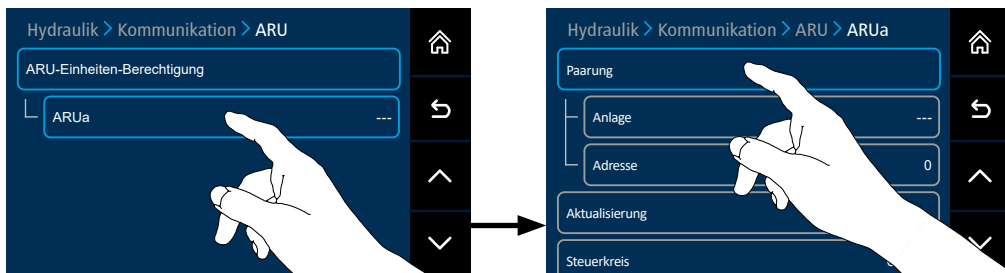 Hydraulik > Kommunikation > ARU
ARU-Einheiten-Berechtigung
ARUa ---
Hydraulik > Kommunikation > ARU > ARUa
Paarung
Anlage ---
Adresse 0
Aktualisierung
Steuerkreis